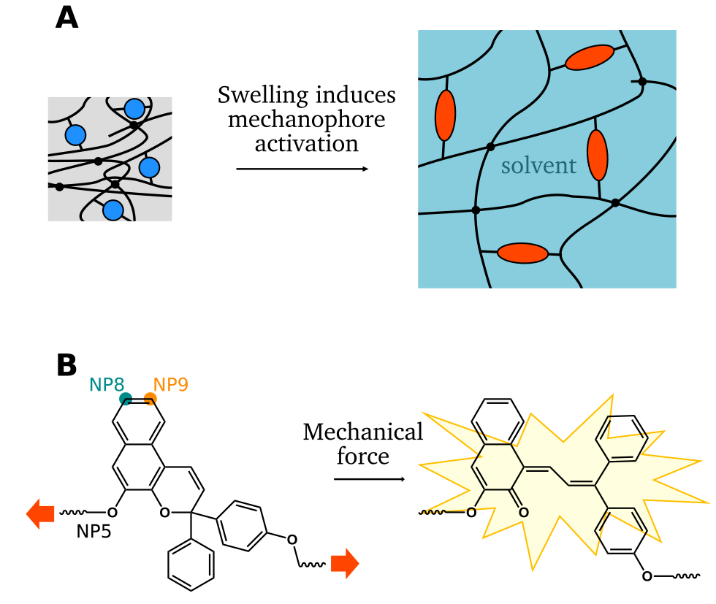 A
Swelling induces
mechanophore
activation
solvent
B
NP8 NP9
O
O
O
NP5
Mechanical
force
O
O
O